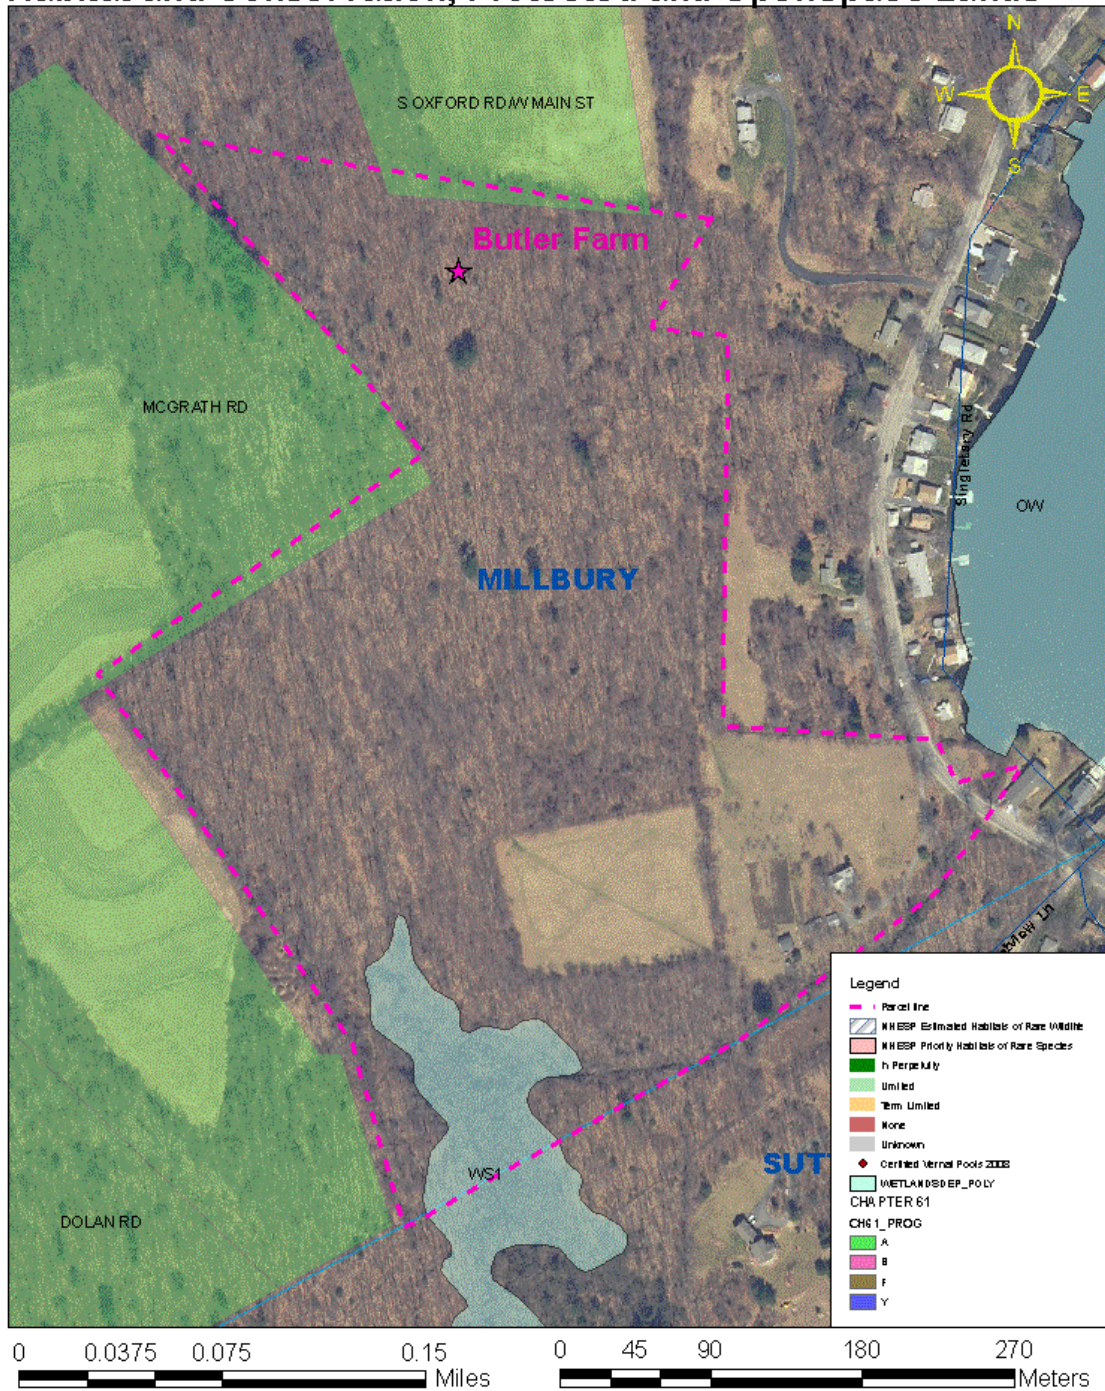 N
W E
S
S OXFORD RD/W MAIN ST
Butler Farm
MCGRATH RD
Singletary Rd
OW
MILLBURY
WS1
DOLAN RD
Legend
Parcel line
NHESP Estimated Habitats of Rare Wildlife
NHESP Priority Habitats of Rare Species
In Perpetuity
Limited
Term Limited
None
Unknown
Certified Vernal Pools 2008
WETLANDSDEP_POLY
CHAPTER 61
CH61_PROG
A
B
F
Y
0 0.0375 0.075 0.15
Miles
0 45 90 180 270
Meters